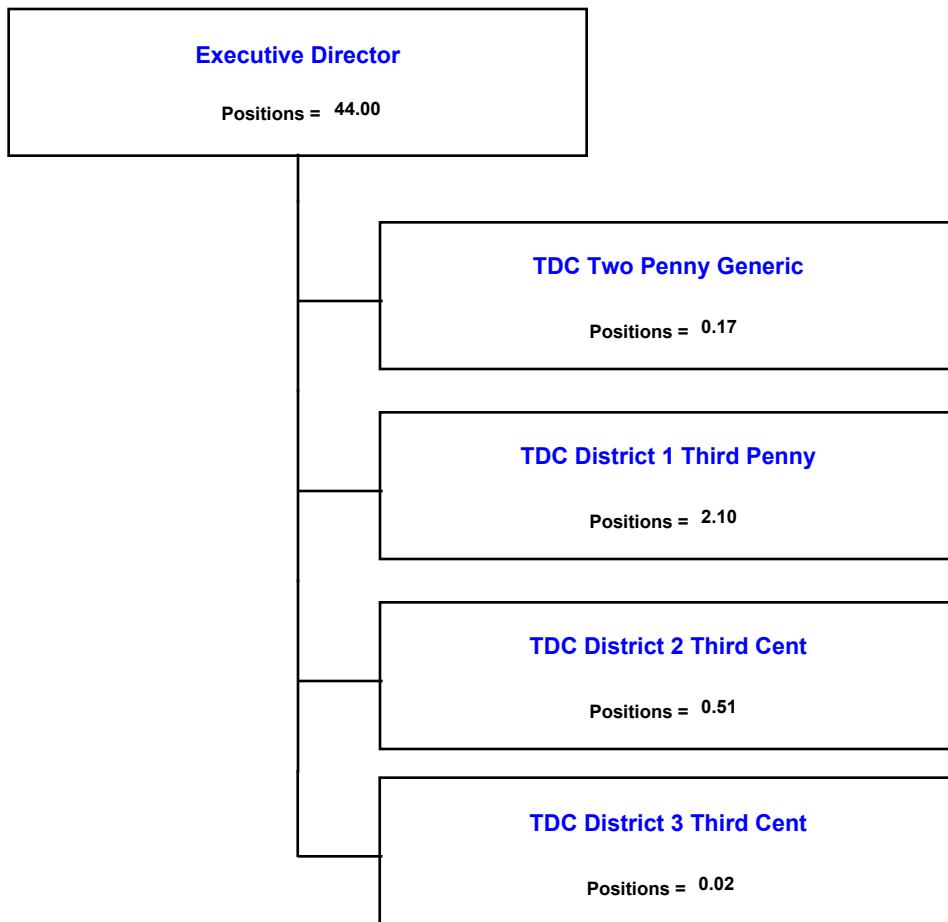 Executive Director
Positions = 44.00
TDC Two Penny Generic
Positions = 0.17
TDC District 1 Third Penny
Positions = 2.10
TDC District 2 Third Cent
Positions = 0.51
TDC District 3 Third Cent
Positions = 0.02